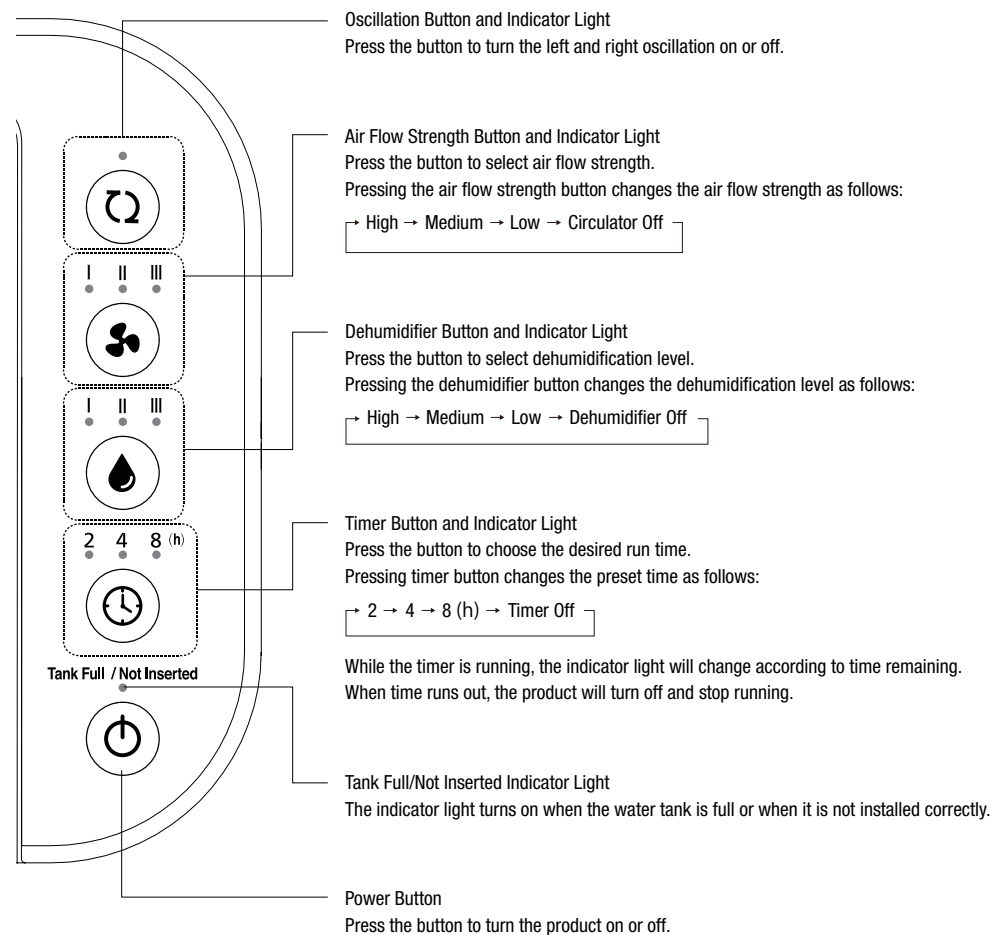 Oscillation Button and Indicator Light
Press the button to turn the left and right oscillation on or off.
Air Flow Strength Button and Indicator Light
Press the button to select air flow strength.
Pressing the air flow strength button changes the air flow strength as follows:
→ High → Medium → Low → Circulator Off
I II III
Dehumidifier Button and Indicator Light
Press the button to select dehumidification level.
Pressing the dehumidifier button changes the dehumidification level as follows:
→ High → Medium → Low → Dehumidifier Off
I II III
Timer Button and Indicator Light
Press the button to choose the desired run time.
Pressing timer button changes the preset time as follows:
→ 2 → 4 → 8 (h) → Timer Off
2 4 8 (h)
While the timer is running, the indicator light will change according to time remaining.
When time runs out, the product will turn off and stop running.
Tank Full / Not Inserted
Tank Full/Not Inserted Indicator Light
The indicator light turns on when the water tank is full or when it is not installed correctly.
Power Button
Press the button to turn the product on or off.